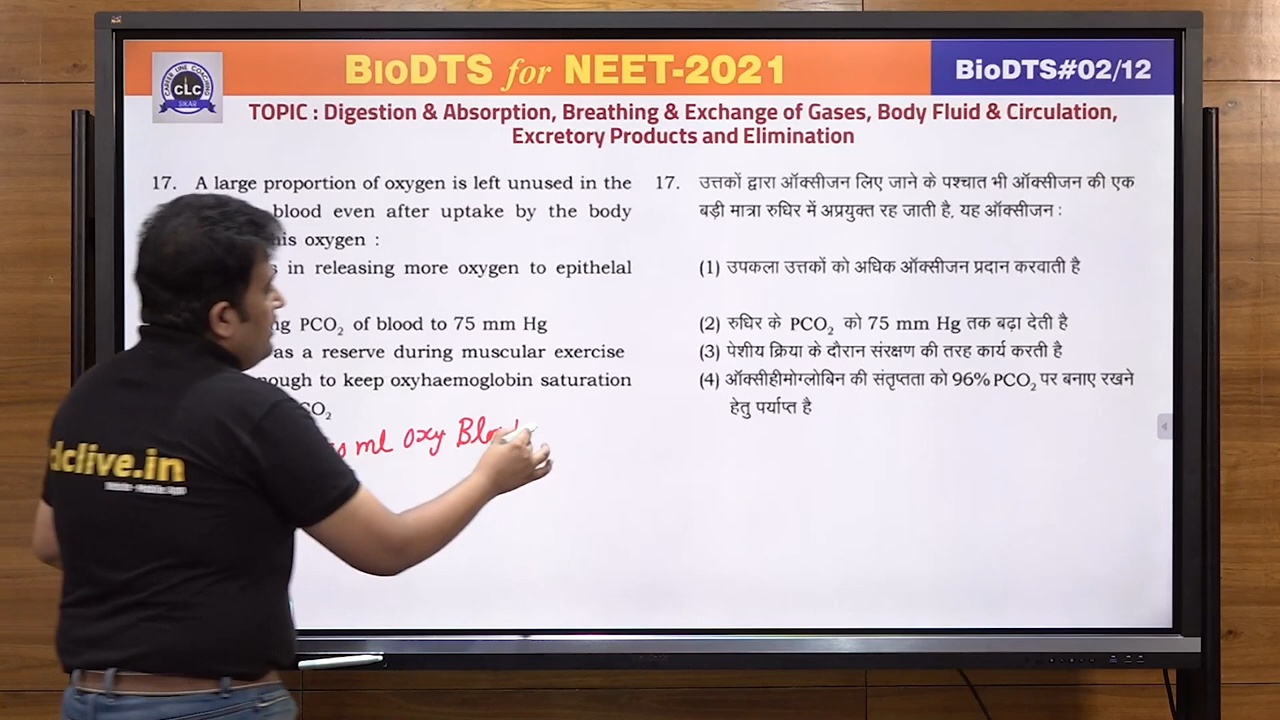 BIODTS for NEET-2021
BioDTS#02/12
CAREER LINE COACHING
CLC
SIKAR
TOPIC : Digestion & Absorption, Breathing & Exchange of Gases, Body Fluid & Circulation,
Excretory Products and Elimination
17. A large proportion of oxygen is left unused in the
blood even after uptake by the body
oxygen :
in releasing more oxygen to epithelal
PCO₂ of blood to 75 mm Hg
as a reserve during muscular exercise
to keep oxyhaemoglobin saturation
ml Oxy
17. उत्तकों द्वारा ऑक्सीजन लिए जाने के पश्चात भी ऑक्सीजन की एक
बड़ी मात्रा रुधिर में अप्रयुक्त रह जाती है, यह ऑक्सीजन :
(1) उपकला उत्तकों को अधिक ऑक्सीजन प्रदान करवाती है
(2) रुधिर के PCO₂ को 75 mm Hg तक बढ़ा देती है
(3) पेशीय क्रिया के दौरान संरक्षण की तरह कार्य करती है
(4) ऑक्सीहीमोग्लोबिन की संतृप्तता को 96% PCO₂ पर बनाए रखने
हेतु पर्याप्त है
clclive.in